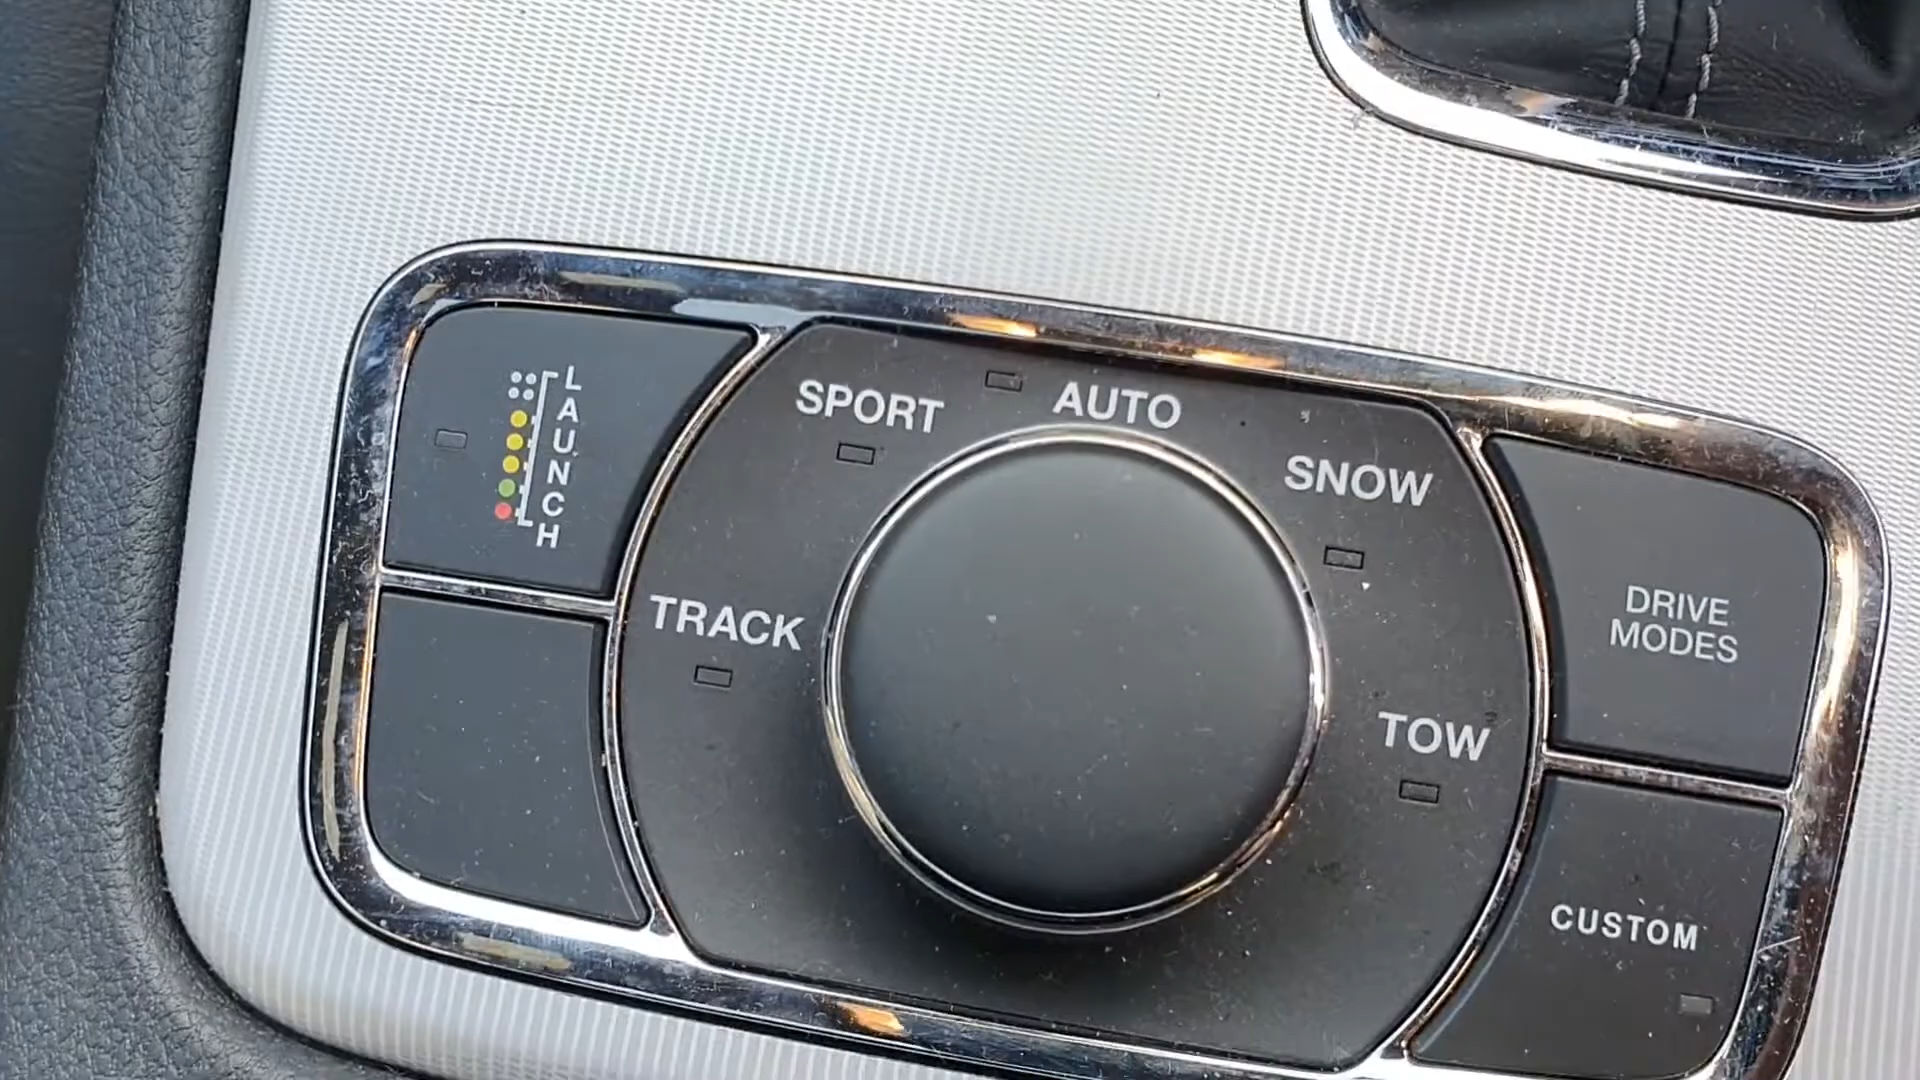 LAUNCH
SPORT
AUTO
SNOW
TRACK
TOW
DRIVE
MODES
CUSTOM